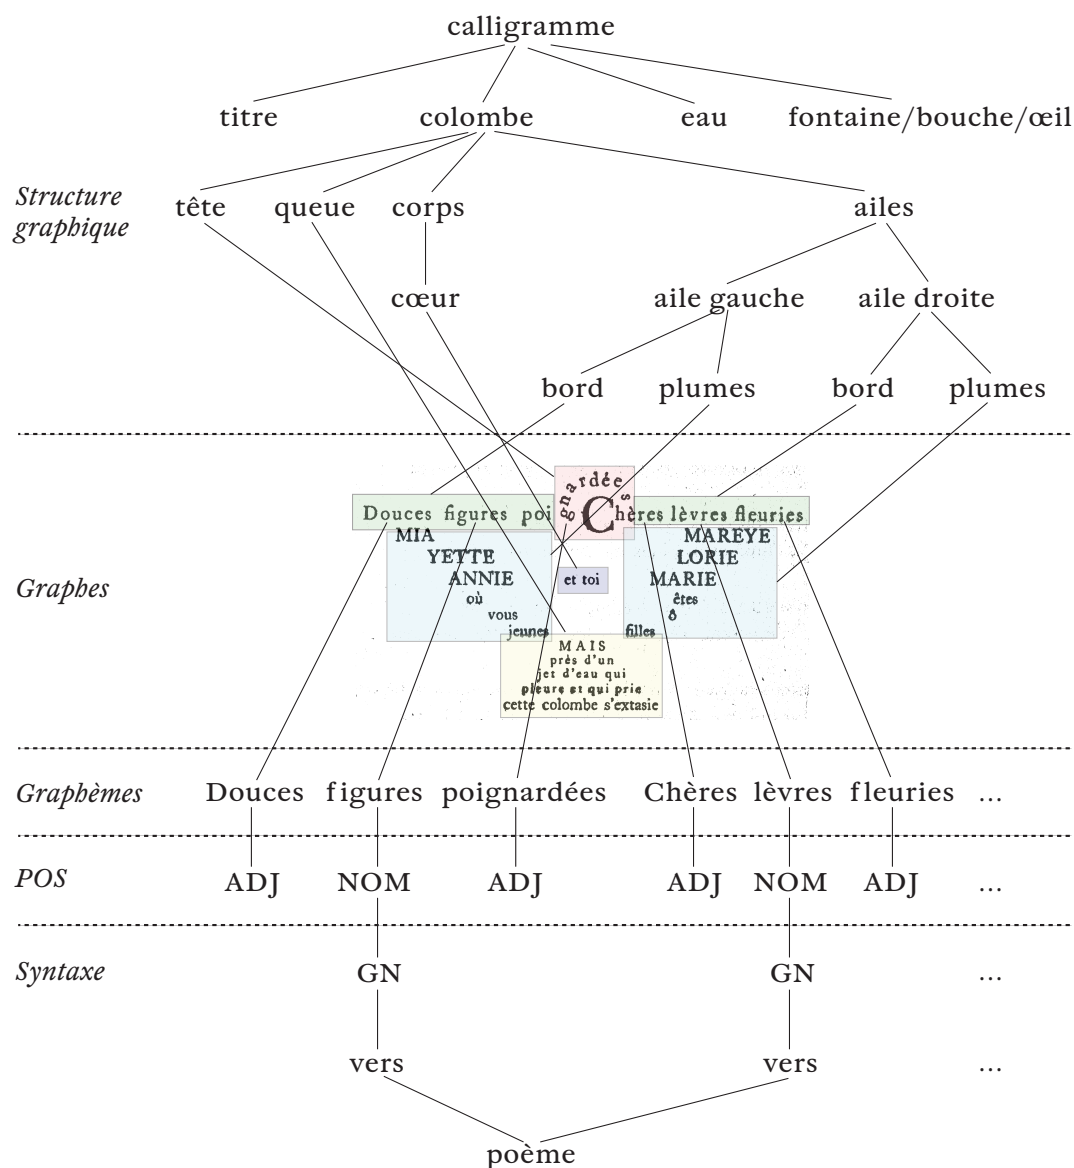 calligramme
titre colombe eau fontaine/bouche/œil
Structure graphique
tête queue corps ailes
cœur aile gauche aile droite
bord plumes bord plumes
Graphes
gnardées
Douces figures poi Chères lèvres fleuries
MIA MAREYE
YETTE LORIE
ANNIE et toi MARIE
où êtes
vous ô
jeunes filles
MAIS
près d'un
jet d'eau qui
pleure et qui prie
cette colombe s'extasie
Graphèmes Douces figures poignardées Chères lèvres fleuries ...
POS ADJ NOM ADJ ADJ NOM ADJ ...
Syntaxe GN GN ...
vers vers ...
poème